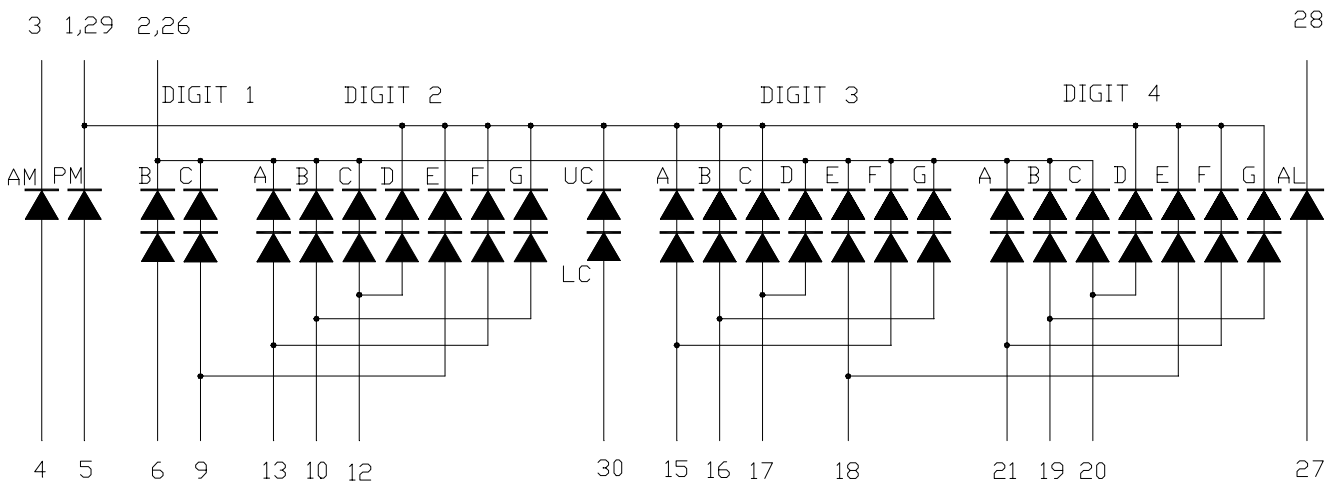 3 1,29 2,26 28
DIGIT 1 DIGIT 2 DIGIT 3 DIGIT 4
AM PM B C A B C D E F G UC A B C D E F G A B C D E F G AL
LC
4 5 6 9 13 10 12 30 15 16 17 18 21 19 20 27